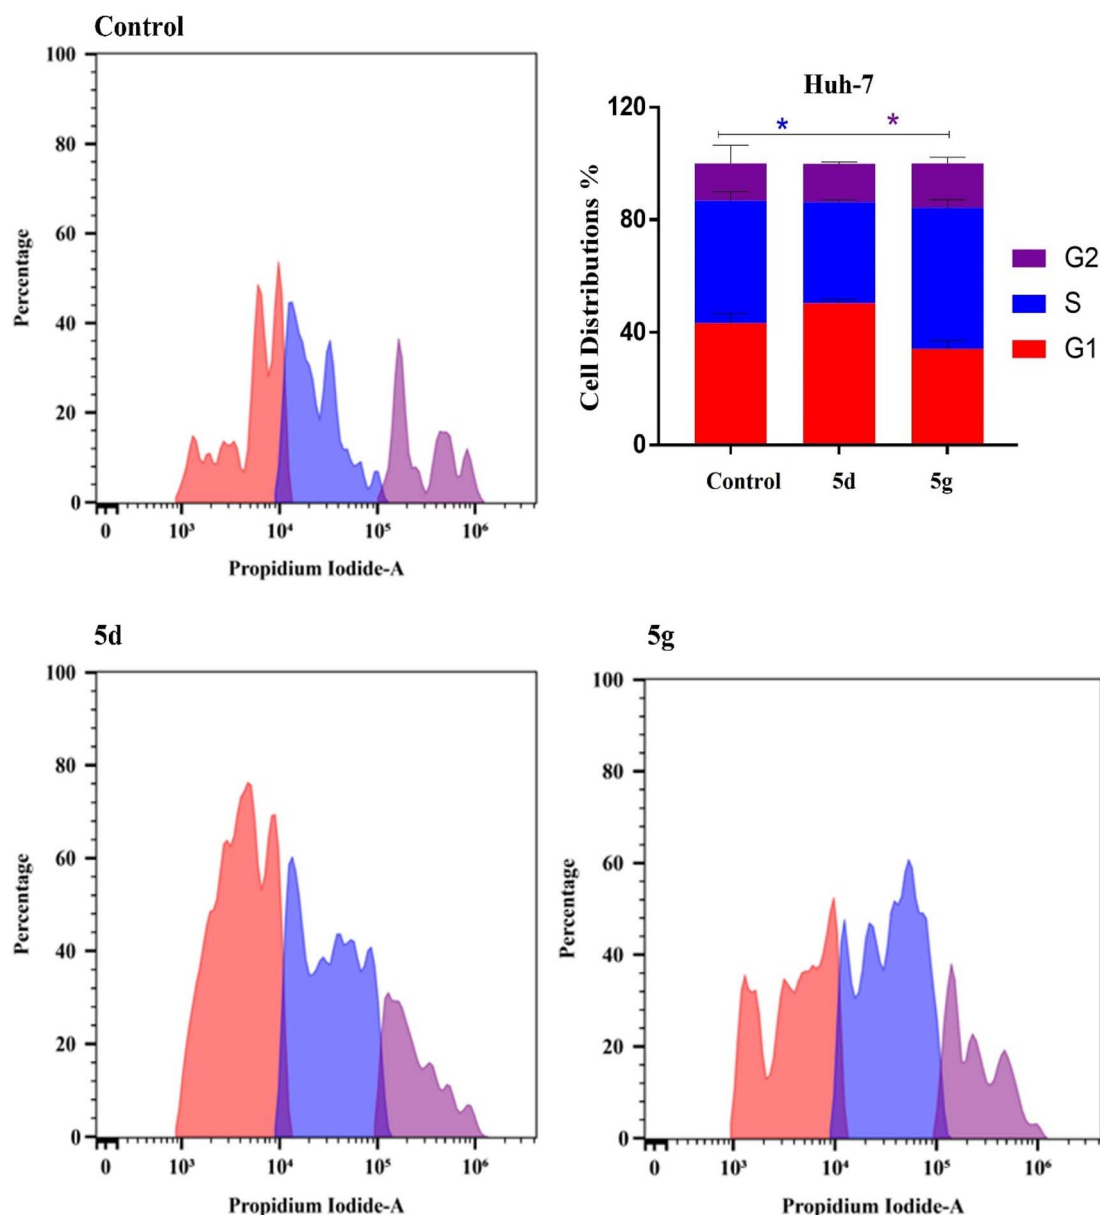 Control
100
80
60
40
20
0
Percentage
0 10³ 10⁴ 10⁵ 10⁶
Propidium Iodide-A
Huh-7
120
80
40
0
Cell Distributions %
* *
Control 5d 5g
G2
S
G1
5d
100
80
60
40
20
0
Percentage
0 10³ 10⁴ 10⁵ 10⁶
Propidium Iodide-A
5g
100
80
60
40
20
0
Percentage
0 10³ 10⁴ 10⁵ 10⁶
Propidium Iodide-A